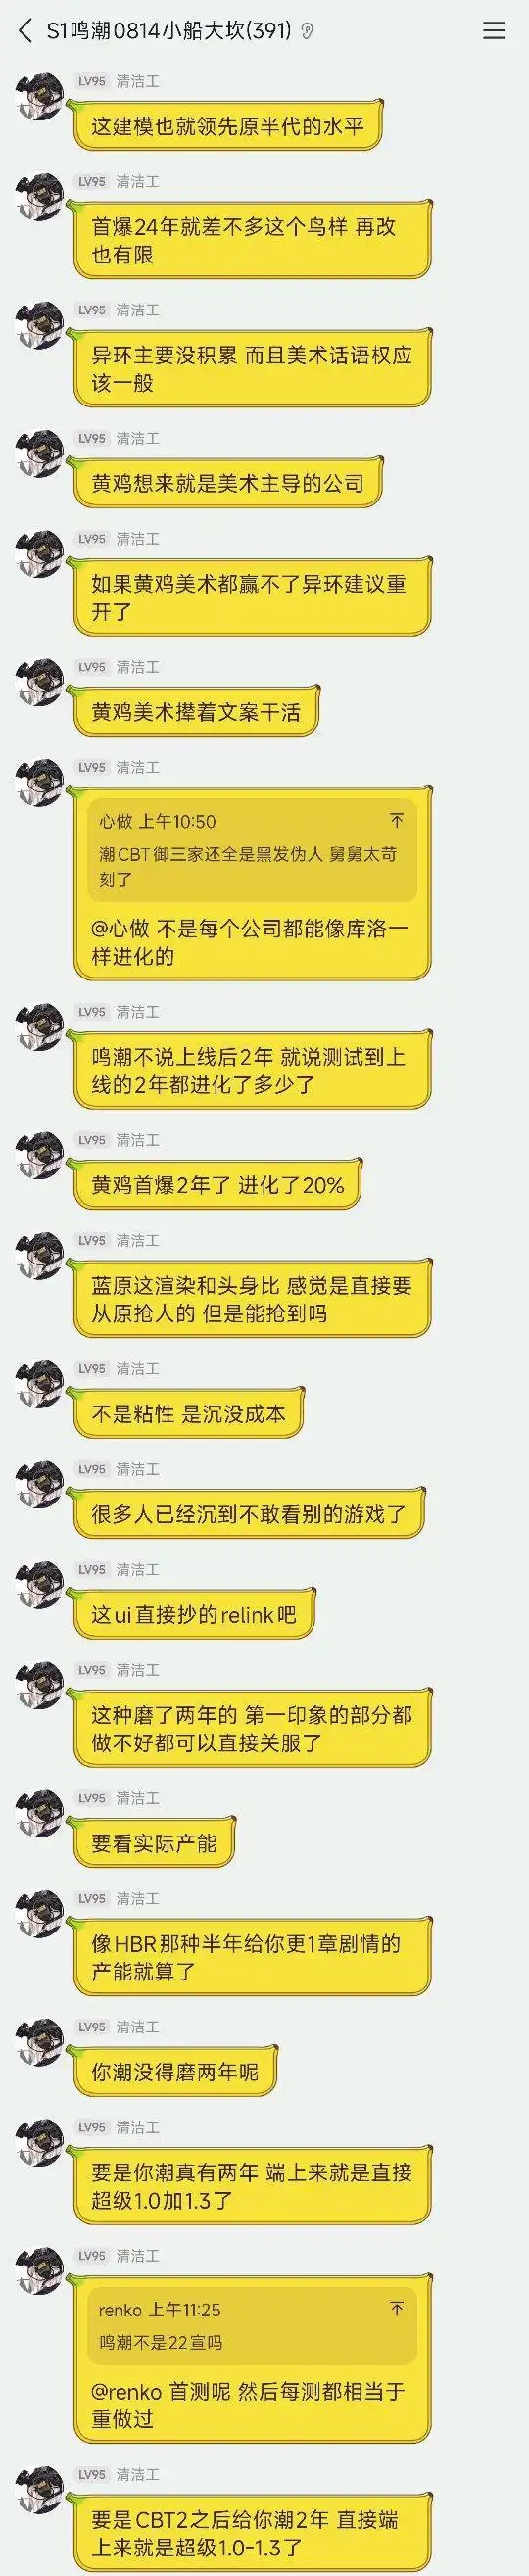 S1鸣潮0814小船大坎(391)
LV95 清洁工
这建模也就领先原半代的水平
LV95 清洁工
首爆24年就差不多这个鸟样 再改
也有限
LV95 清洁工
异环主要没积累 而且美术话语权应
该一般
LV95 清洁工
黄鸡想来就是美术主导的公司
LV95 清洁工
如果黄鸡美术都赢不了异环建议重
开了
LV95 清洁工
黄鸡美术撵着文案干活
LV95 清洁工
心做 上午10:50
潮CBT御三家还全是黑发伪人 舅舅太苛
刻了
@心做 不是每个公司都能像库洛一
样进化的
LV95 清洁工
鸣潮不说上线后2年 就说测试到上
线的2年都进化了多少了
LV95 清洁工
黄鸡首爆2年了 进化了20%
LV95 清洁工
蓝原这渲染和头身比 感觉是直接要
从原抢人的 但是能抢到吗
LV95 清洁工
不是粘性 是沉没成本
LV95 清洁工
很多人已经沉到不敢看别的游戏了
LV95 清洁工
这ui直接抄的relink吧
LV95 清洁工
这种磨了两年的 第一印象的部分都
做不好都可以直接关服了
LV95 清洁工
要看实际产能
LV95 清洁工
像HBR那种半年给你更1章剧情的
产能就算了
LV95 清洁工
你潮没得磨两年呢
LV95 清洁工
要是你潮真有两年 端上来就是直接
超级1.0加1.3了
LV95 清洁工
renko 上午11:25
鸣潮不是22宣吗
@renko 首测呢 然后每测都相当于
重做过
LV95 清洁工
要是CBT2之后给你潮2年 直接端
上来就是超级1.0-1.3了